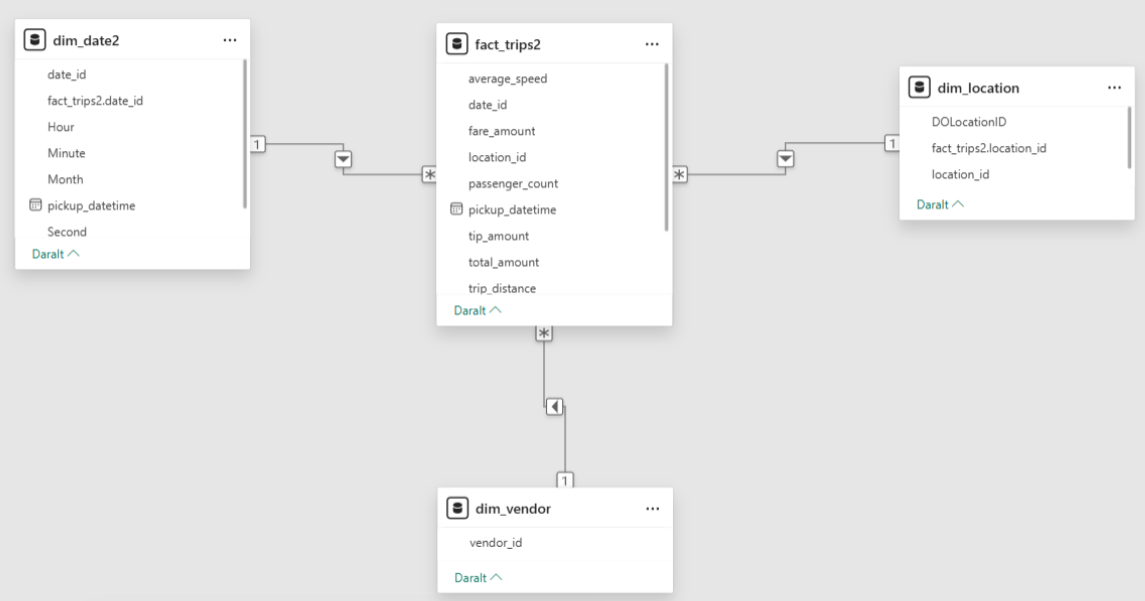 dim_date2
date_id
fact_trips2.date_id
Hour
Minute
Month
pickup_datetime
Second
Daralt
1
*
fact_trips2
average_speed
date_id
fare_amount
location_id
passenger_count
pickup_datetime
tip_amount
total_amount
trip_distance
Daralt
*
1
dim_location
DOLocationID
fact_trips2.location_id
location_id
Daralt
*
1
dim_vendor
vendor_id
Daralt